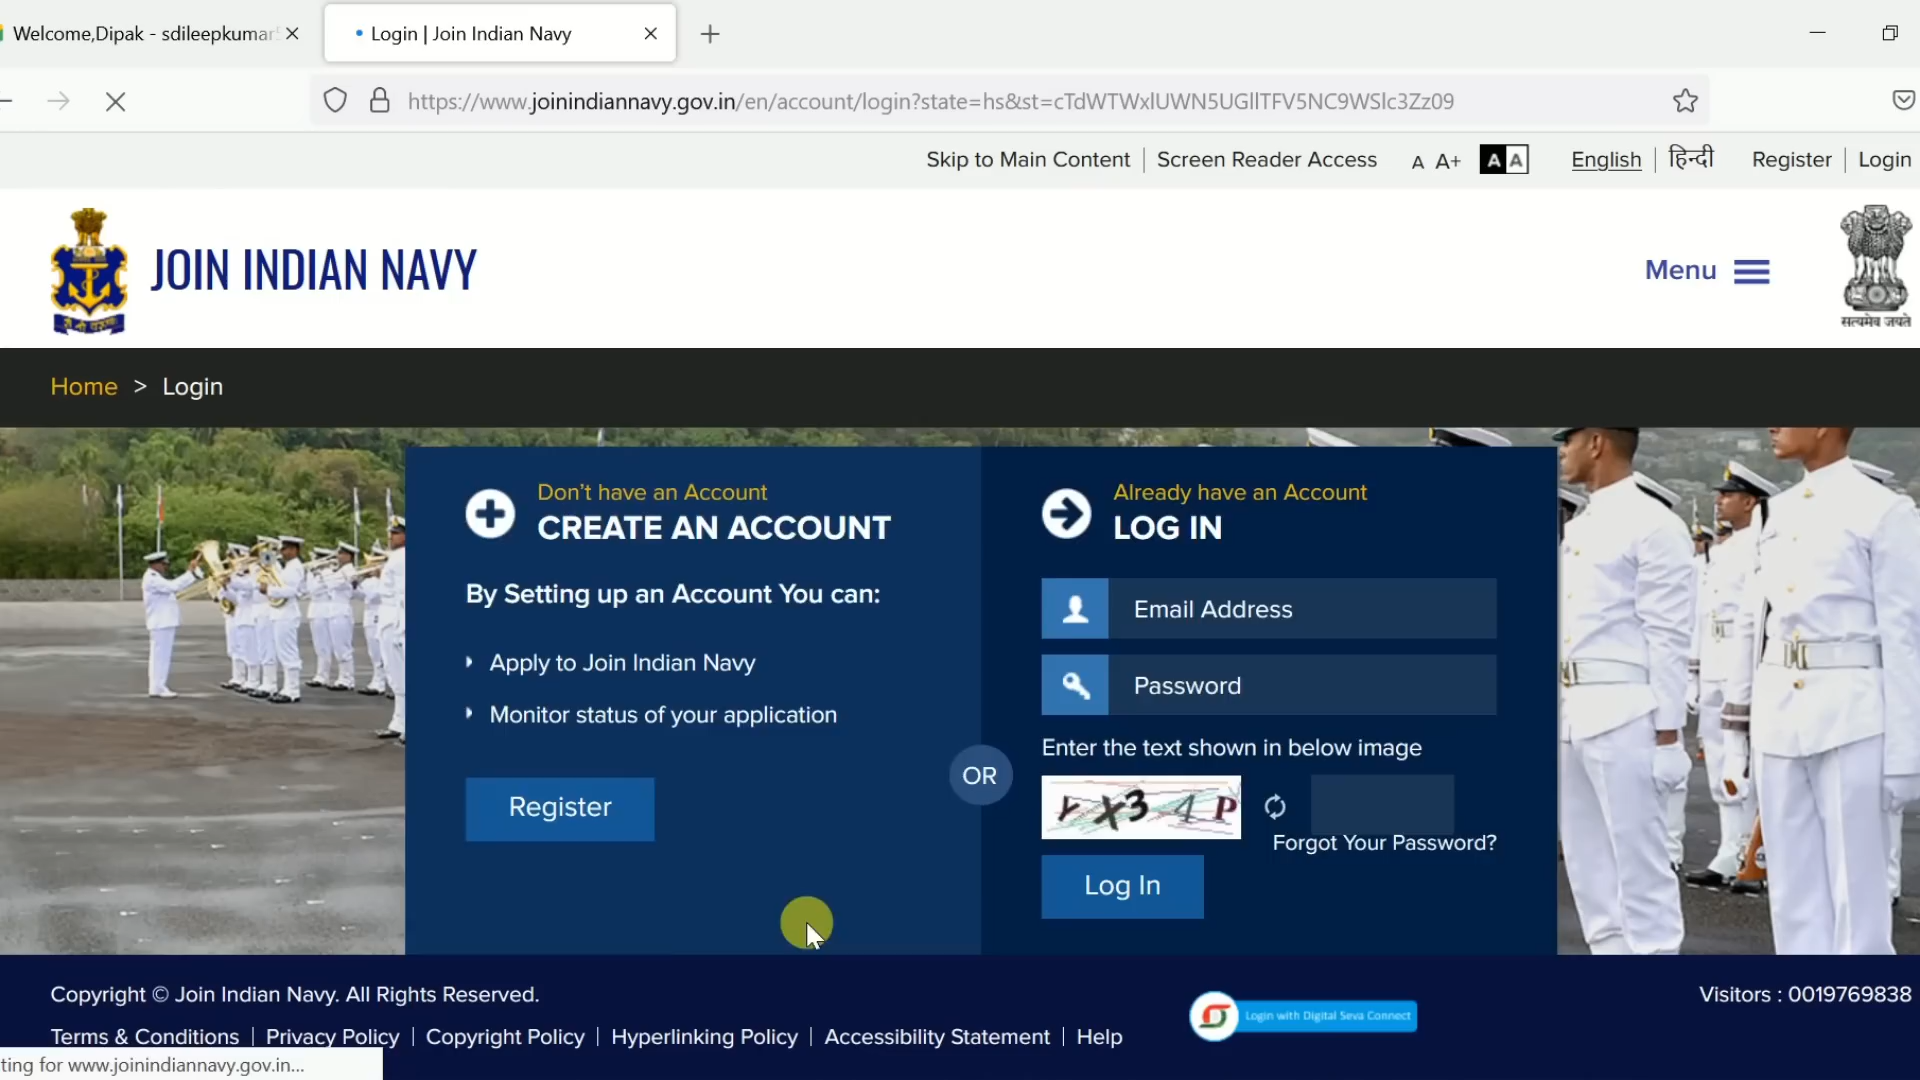 Welcome,Dipak - sdileepkumar
Login | Join Indian Navy
https://www.joinindiannavy.gov.in/en/account/login?state=hs&st=cTdWTWxlUWN5UGllTFV5NC9WSlc3Zz09
Skip to Main Content | Screen Reader Access A A+ A A English | हिन्दी Register | Login
JOIN INDIAN NAVY
Menu
सत्यमेव जयते
Home > Login
Don't have an Account
CREATE AN ACCOUNT
By Setting up an Account You can:
Apply to Join Indian Navy
Monitor status of your application
Register
OR
Already have an Account
LOG IN
Email Address
Password
Enter the text shown in below image
Y X3 4 P
Forgot Your Password?
Log In
Copyright © Join Indian Navy. All Rights Reserved.
Visitors : 0019769838
Terms & Conditions | Privacy Policy | Copyright Policy | Hyperlinking Policy | Accessibility Statement | Help
Login with Digital Seva Connect
ting for www.joinindiannavy.gov.in...